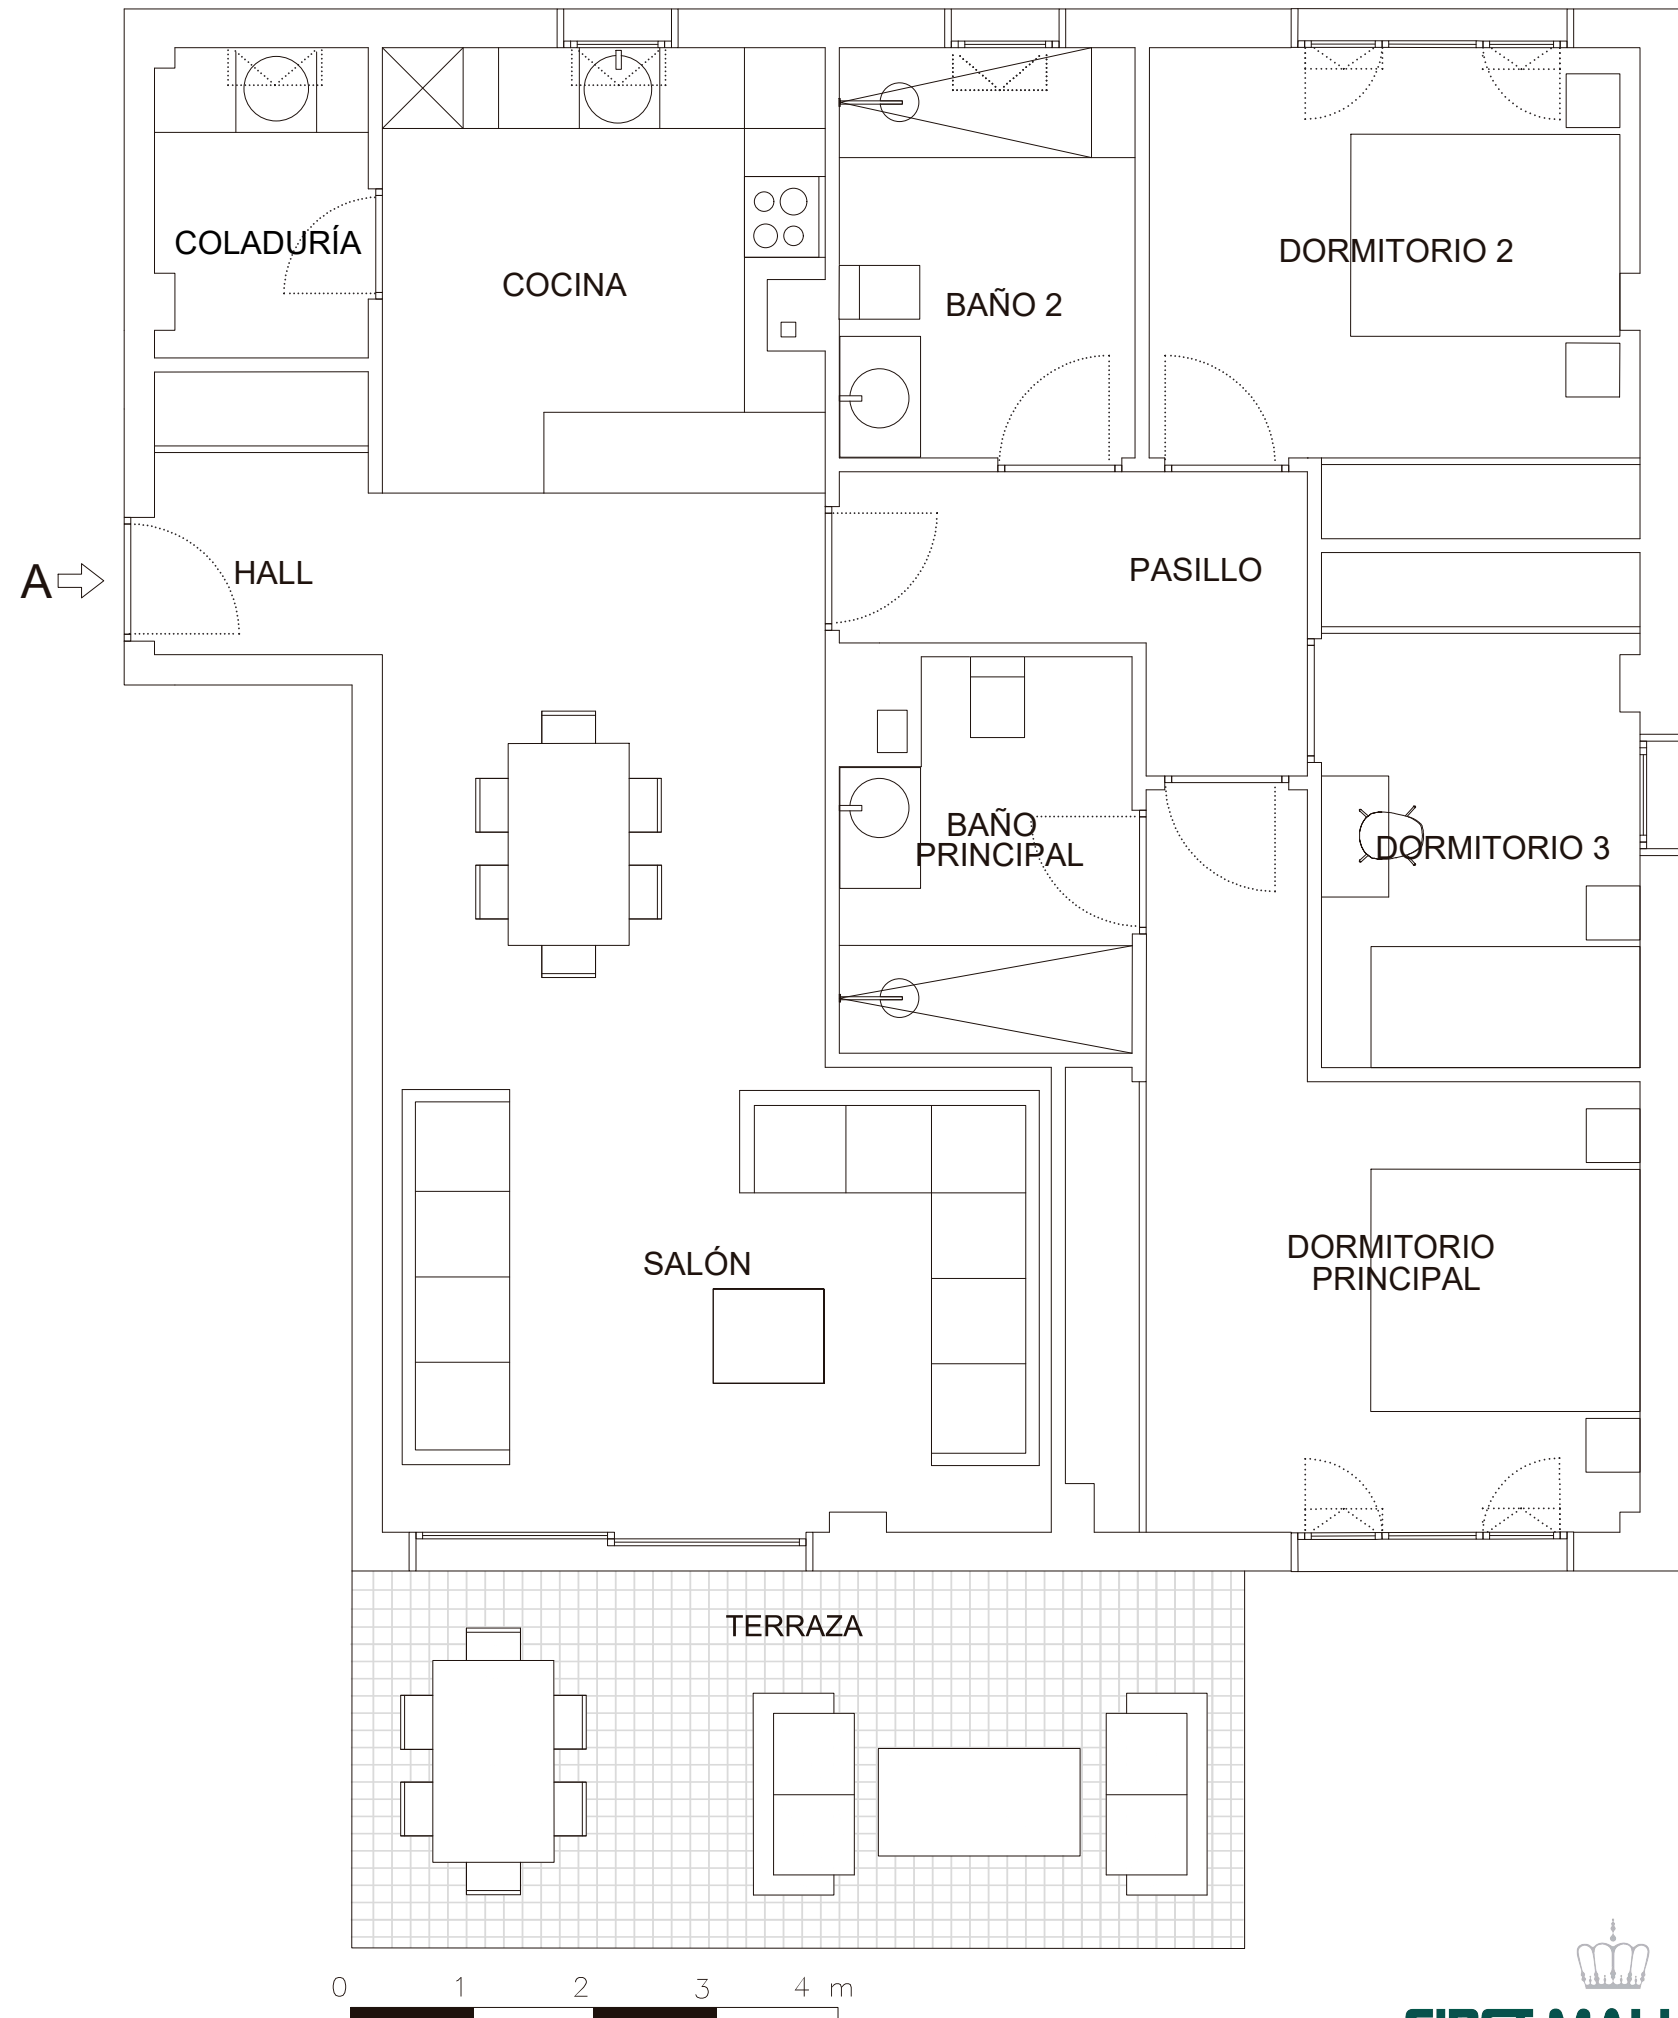 COLADURÍA
COCINA
BAÑO 2
DORMITORIO 2
A
HALL
PASILLO
BAÑO
PRINCIPAL
DORMITORIO 3
SALÓN
DORMITORIO
PRINCIPAL
TERRAZA
0 1 2 3 4 m